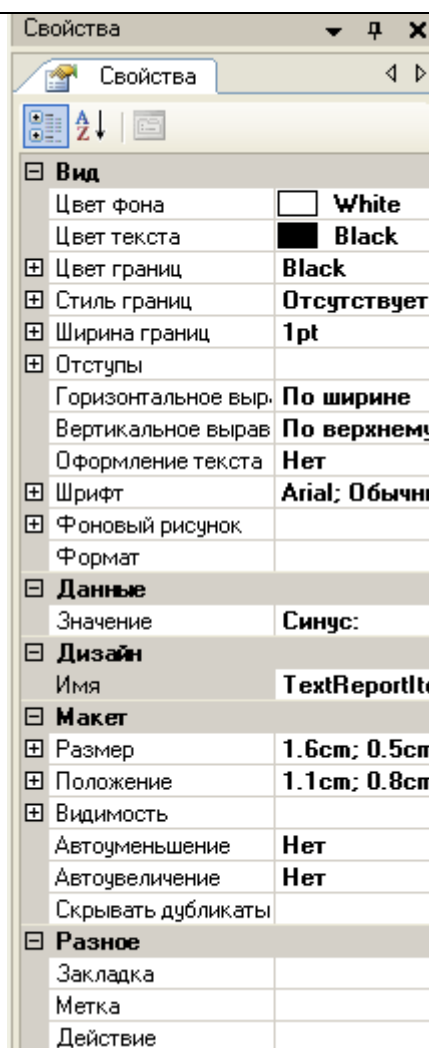 Свойства
Свойства
Вид
Цвет фона White
Цвет текста Black
Цвет границ Black
Стиль границ Отсутствует
Ширина границ 1pt
Отступы
Горизонтальное выр По ширине
Вертикальное вырав По верхнему
Оформление текста Нет
Шрифт Arial; Обычн
Фоновый рисунок
Формат
Данные
Значение Синус:
Дизайн
Имя TextReportIte
Макет
Размер 1.6cm; 0.5cm
Положение 1.1cm; 0.8cm
Видимость
Автоуменьшение Нет
Автоувеличение Нет
Скрывать дубликаты
Разное
Закладка
Метка
Действие